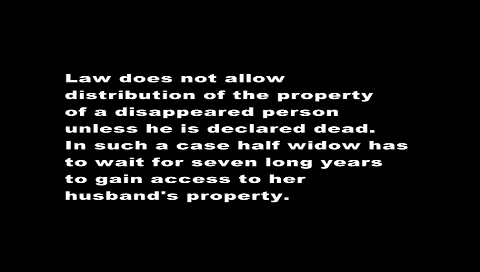 Law does not allow
distribution of the property
of a disappeared person
unless he is declared dead.
In such a case half widow has
to wait for seven long years
to gain access to her
husband's property.